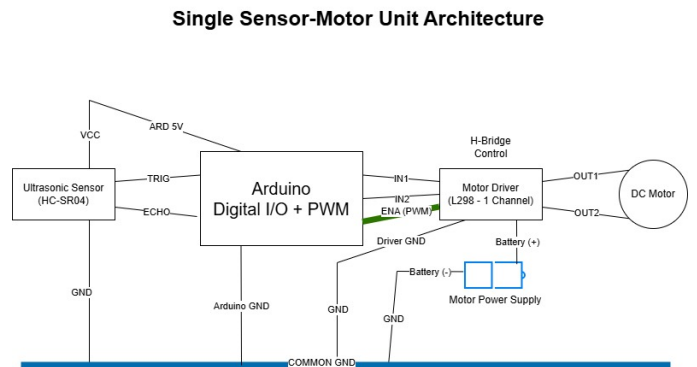 Single Sensor-Motor Unit Architecture
VCC
ARD 5V
H-Bridge
Control
Ultrasonic Sensor
(HC-SR04)
TRIG
ECHO
Arduino
Digital I/O + PWM
IN1
IN2
ENA (PWM)
Motor Driver
(L298 - 1 Channel)
OUT1
OUT2
DC Motor
Driver GND
Battery (+)
Battery (-)
Motor Power Supply
GND
Arduino GND
GND
GND
COMMON GND